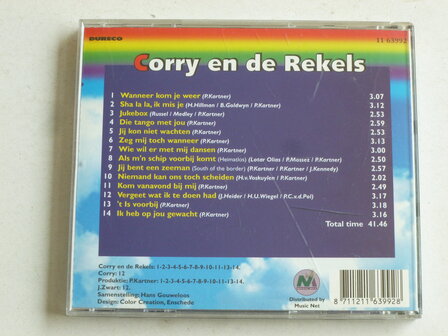 DURECO
11 63992
Corry en de Rekels
1 Wanneer kom je weer (P.Kartner) 3.07
2 Sha la la, ik mis je (H.Hilliman / B.Goldwyn / P.Kartner) 3.12
3 Jukebox (Russel / Medley / P.Kartner) 2.53
4 Die tango met jou (P.Kartner) 2.59
5 Jij kon niet wachten (P.Kartner) 2.53
6 Zeg mij toch wanneer (P.Kartner) 3.13
7 Wie wil er met mij dansen (P.Kartner) 3.00
8 Als m'n schip voorbij komt (Heimatlos) (Lotar Olias / P.Mosseiz / P.Kartner) 2.50
9 Jij bent een zeeman (South of the border) (P.Kartner / P.Kartner / J.Kennedy) 2.57
10 Niemand kan ons toch scheiden (H.v.Voskuylen / P.Kartner) 2.02
11 Kom vanavond bij mij (P.Kartner) 2.49
12 Vergeet wat ik te doen had (J.Heider / H.U.Wiegel / P.C.v.d.Pol) 3.17
13 't Is voorbij (P.Kartner) 3.18
14 Ik heb op jou gewacht (P.Kartner) 3.16
Total time 41.46
Corry en de Rekels: 1-2-3-4-5-6-7-8-9-10-11-13-14.
Corry: 12
Produktie: P.Kartner: 1-2-3-4-5-6-7-8-9-10-11-13-14.
J.Zwart: 12.
Samenstelling: Hans Gouweloos
Design: Color Creation, Enschede
Distributed by
Music Net
8 711211 639928